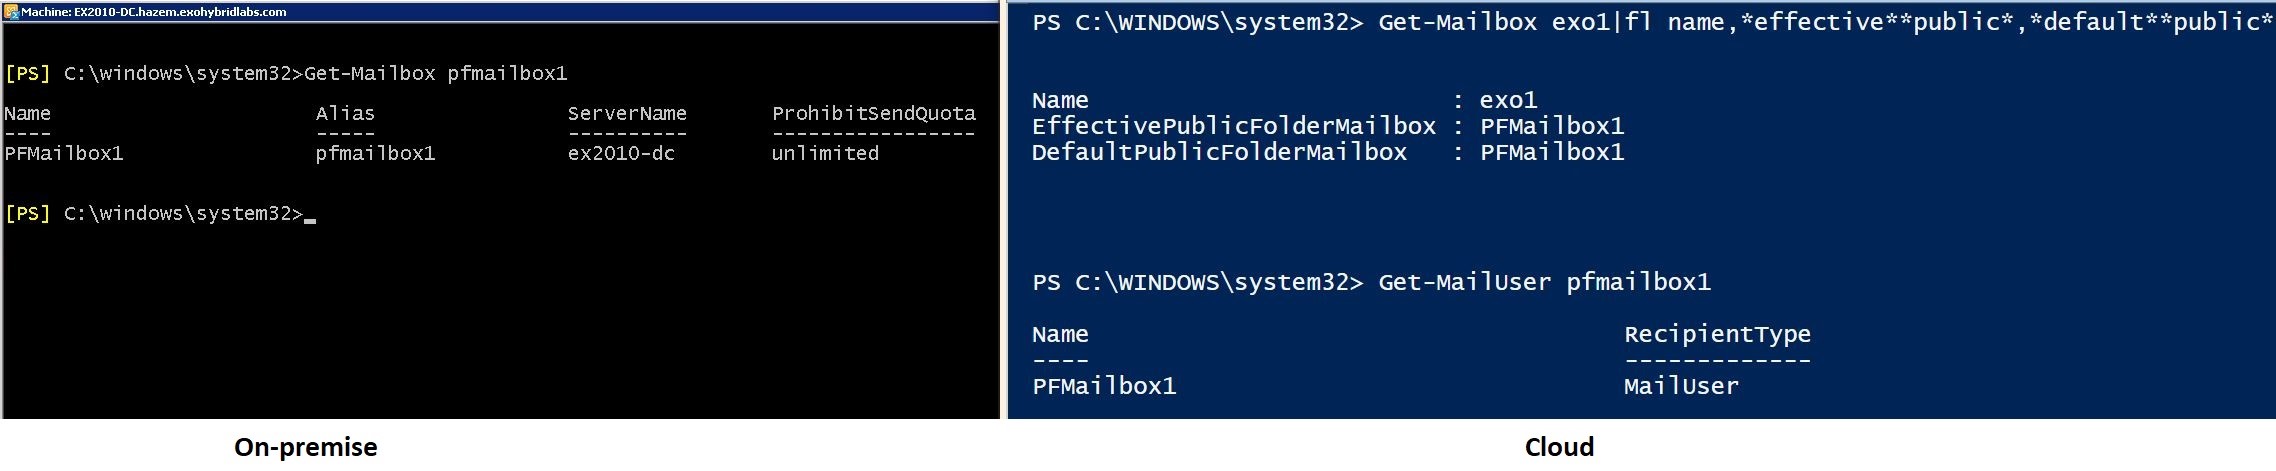 Machine: EX2010-DC.hazem.exohybridlabs.com
[PS] C:\windows\system32>Get-Mailbox pfmailbox1
Name Alias ServerName ProhibitSendQuota
---- ----- ---------- -----------------
PFMailbox1 pfmailbox1 ex2010-dc unlimited
[PS] C:\windows\system32>_
On-premise
PS C:\WINDOWS\system32> Get-Mailbox exo1|fl name,*effective**public*,*default**public*
Name : exo1
EffectivePublicFolderMailbox : PFMailbox1
DefaultPublicFolderMailbox : PFMailbox1
PS C:\WINDOWS\system32> Get-MailUser pfmailbox1
Name RecipientType
---- -------------
PFMailbox1 MailUser
Cloud